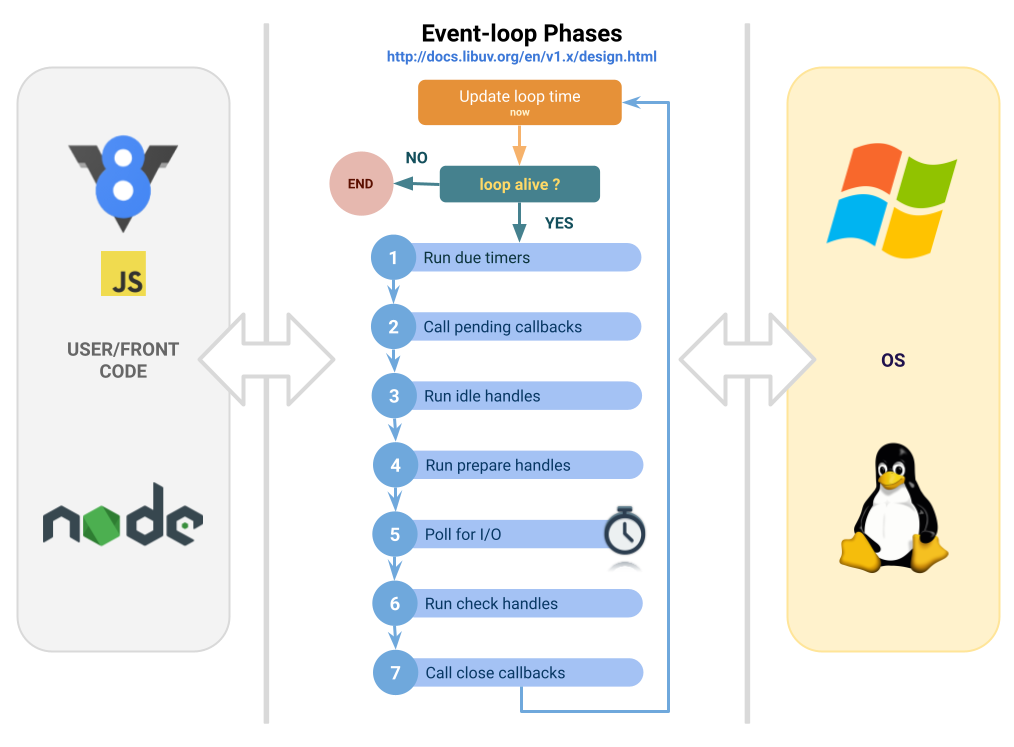 Event-loop Phases
http://docs.libuv.org/en/v1.x/design.html
Update loop time
now
NO
END
loop alive ?
YES
1 Run due timers
2 Call pending callbacks
3 Run idle handles
4 Run prepare handles
5 Poll for I/O
6 Run check handles
7 Call close callbacks
8
JS
USER/FRONT
CODE
node
OS